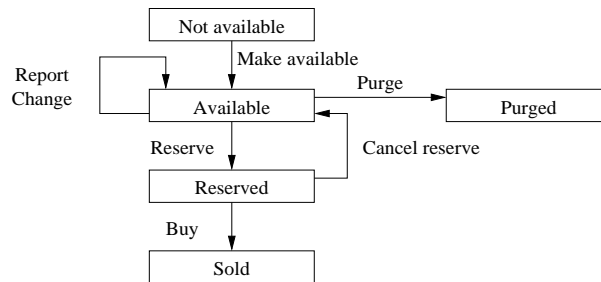 Not available
Make available
Report
Change
Purge
Available
Purged
Reserve
Cancel reserve
Reserved
Buy
Sold